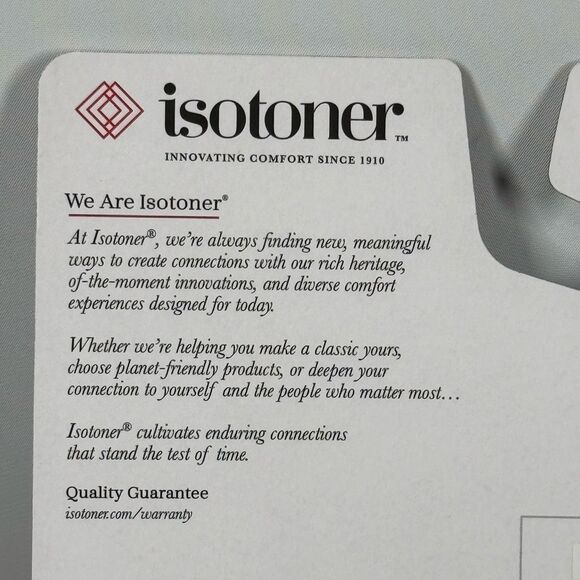 isotoner™
INNOVATING COMFORT SINCE 1910
We Are Isotoner®
At Isotoner®, we're always finding new, meaningful
ways to create connections with our rich heritage,
of-the-moment innovations, and diverse comfort
experiences designed for today.
Whether we're helping you make a classic yours,
choose planet-friendly products, or deepen your
connection to yourself and the people who matter most...
Isotoner® cultivates enduring connections
that stand the test of time.
Quality Guarantee
isotoner.com/warranty